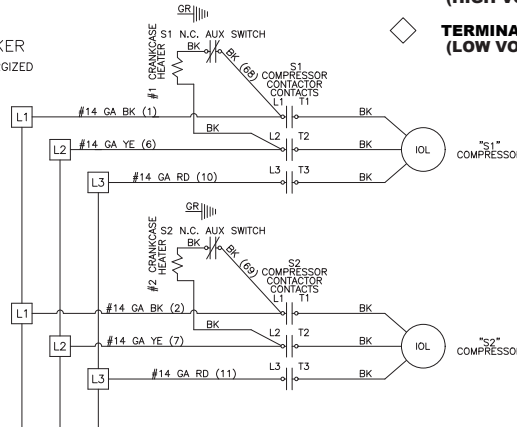 (HIGH VO
TERMINA
(LOW VO
KER
RGIZED
GR
S1 N.C. AUX SWITCH
BK
BK (68)
#1 CRANKCASE
HEATER
S1
COMPRESSOR
CONTACTOR
CONTACTS
L1 T1
L1
#14 GA BK (1)
BK
BK
L2 T2
L2
#14 GA YE (6)
BK
IOL
"S1"
COMPRESSOR
L3 T3
L3
#14 GA RD (10)
BK
GR
S2 N.C. AUX SWITCH
BK
BK (69)
#2 CRANKCASE
HEATER
S2
COMPRESSOR
CONTACTOR
CONTACTS
L1 T1
L1
#14 GA BK (2)
BK
BK
L2 T2
L2
#14 GA YE (7)
BK
IOL
"S2"
COMPRESSOR
L3 T3
L3
#14 GA RD (11)
BK